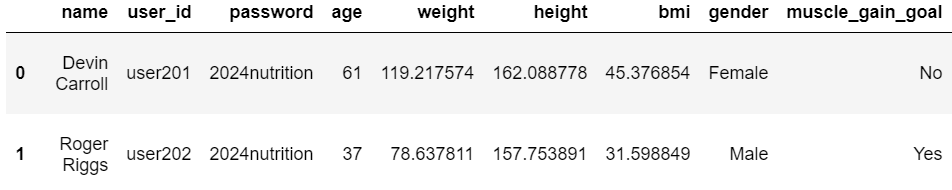 name user_id password age weight height bmi gender muscle_gain_goal
0 Devin Carroll user201 2024nutrition 61 119.217574 162.088778 45.376854 Female No
1 Roger Riggs user202 2024nutrition 37 78.637811 157.753891 31.598849 Male Yes